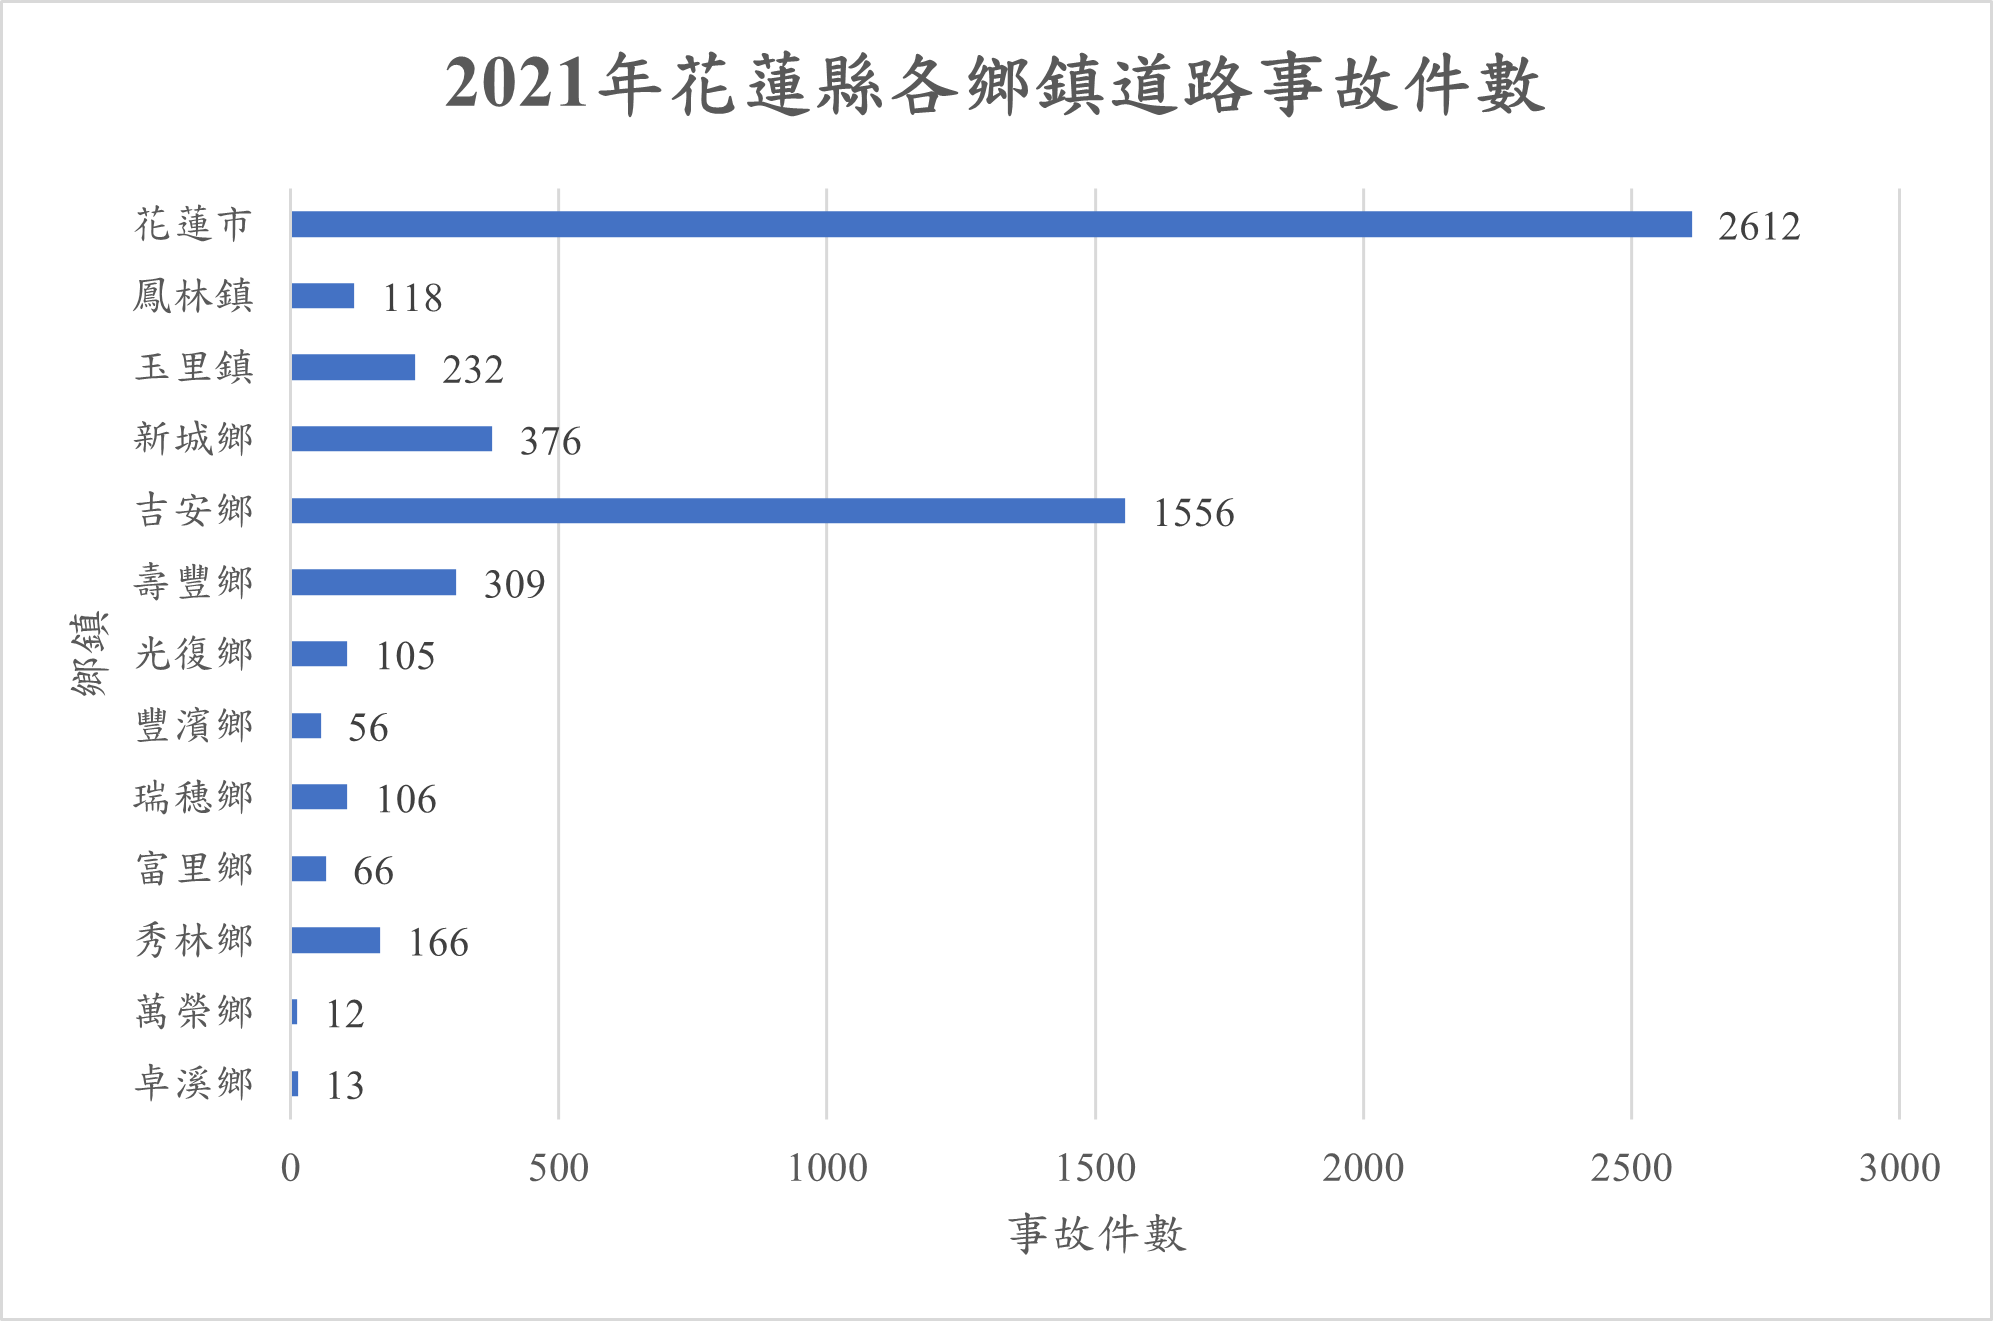 2021年花蓮縣各鄉鎮道路事故件數
花蓮市 2612
鳳林鎮 118
玉里鎮 232
新城鄉 376
吉安鄉 1556
壽豐鄉 309
光復鄉 105
豐濱鄉 56
瑞穗鄉 106
富里鄉 66
秀林鄉 166
萬榮鄉 12
卓溪鄉 13
鄉鎮
0 500 1000 1500 2000 2500 3000
事故件數